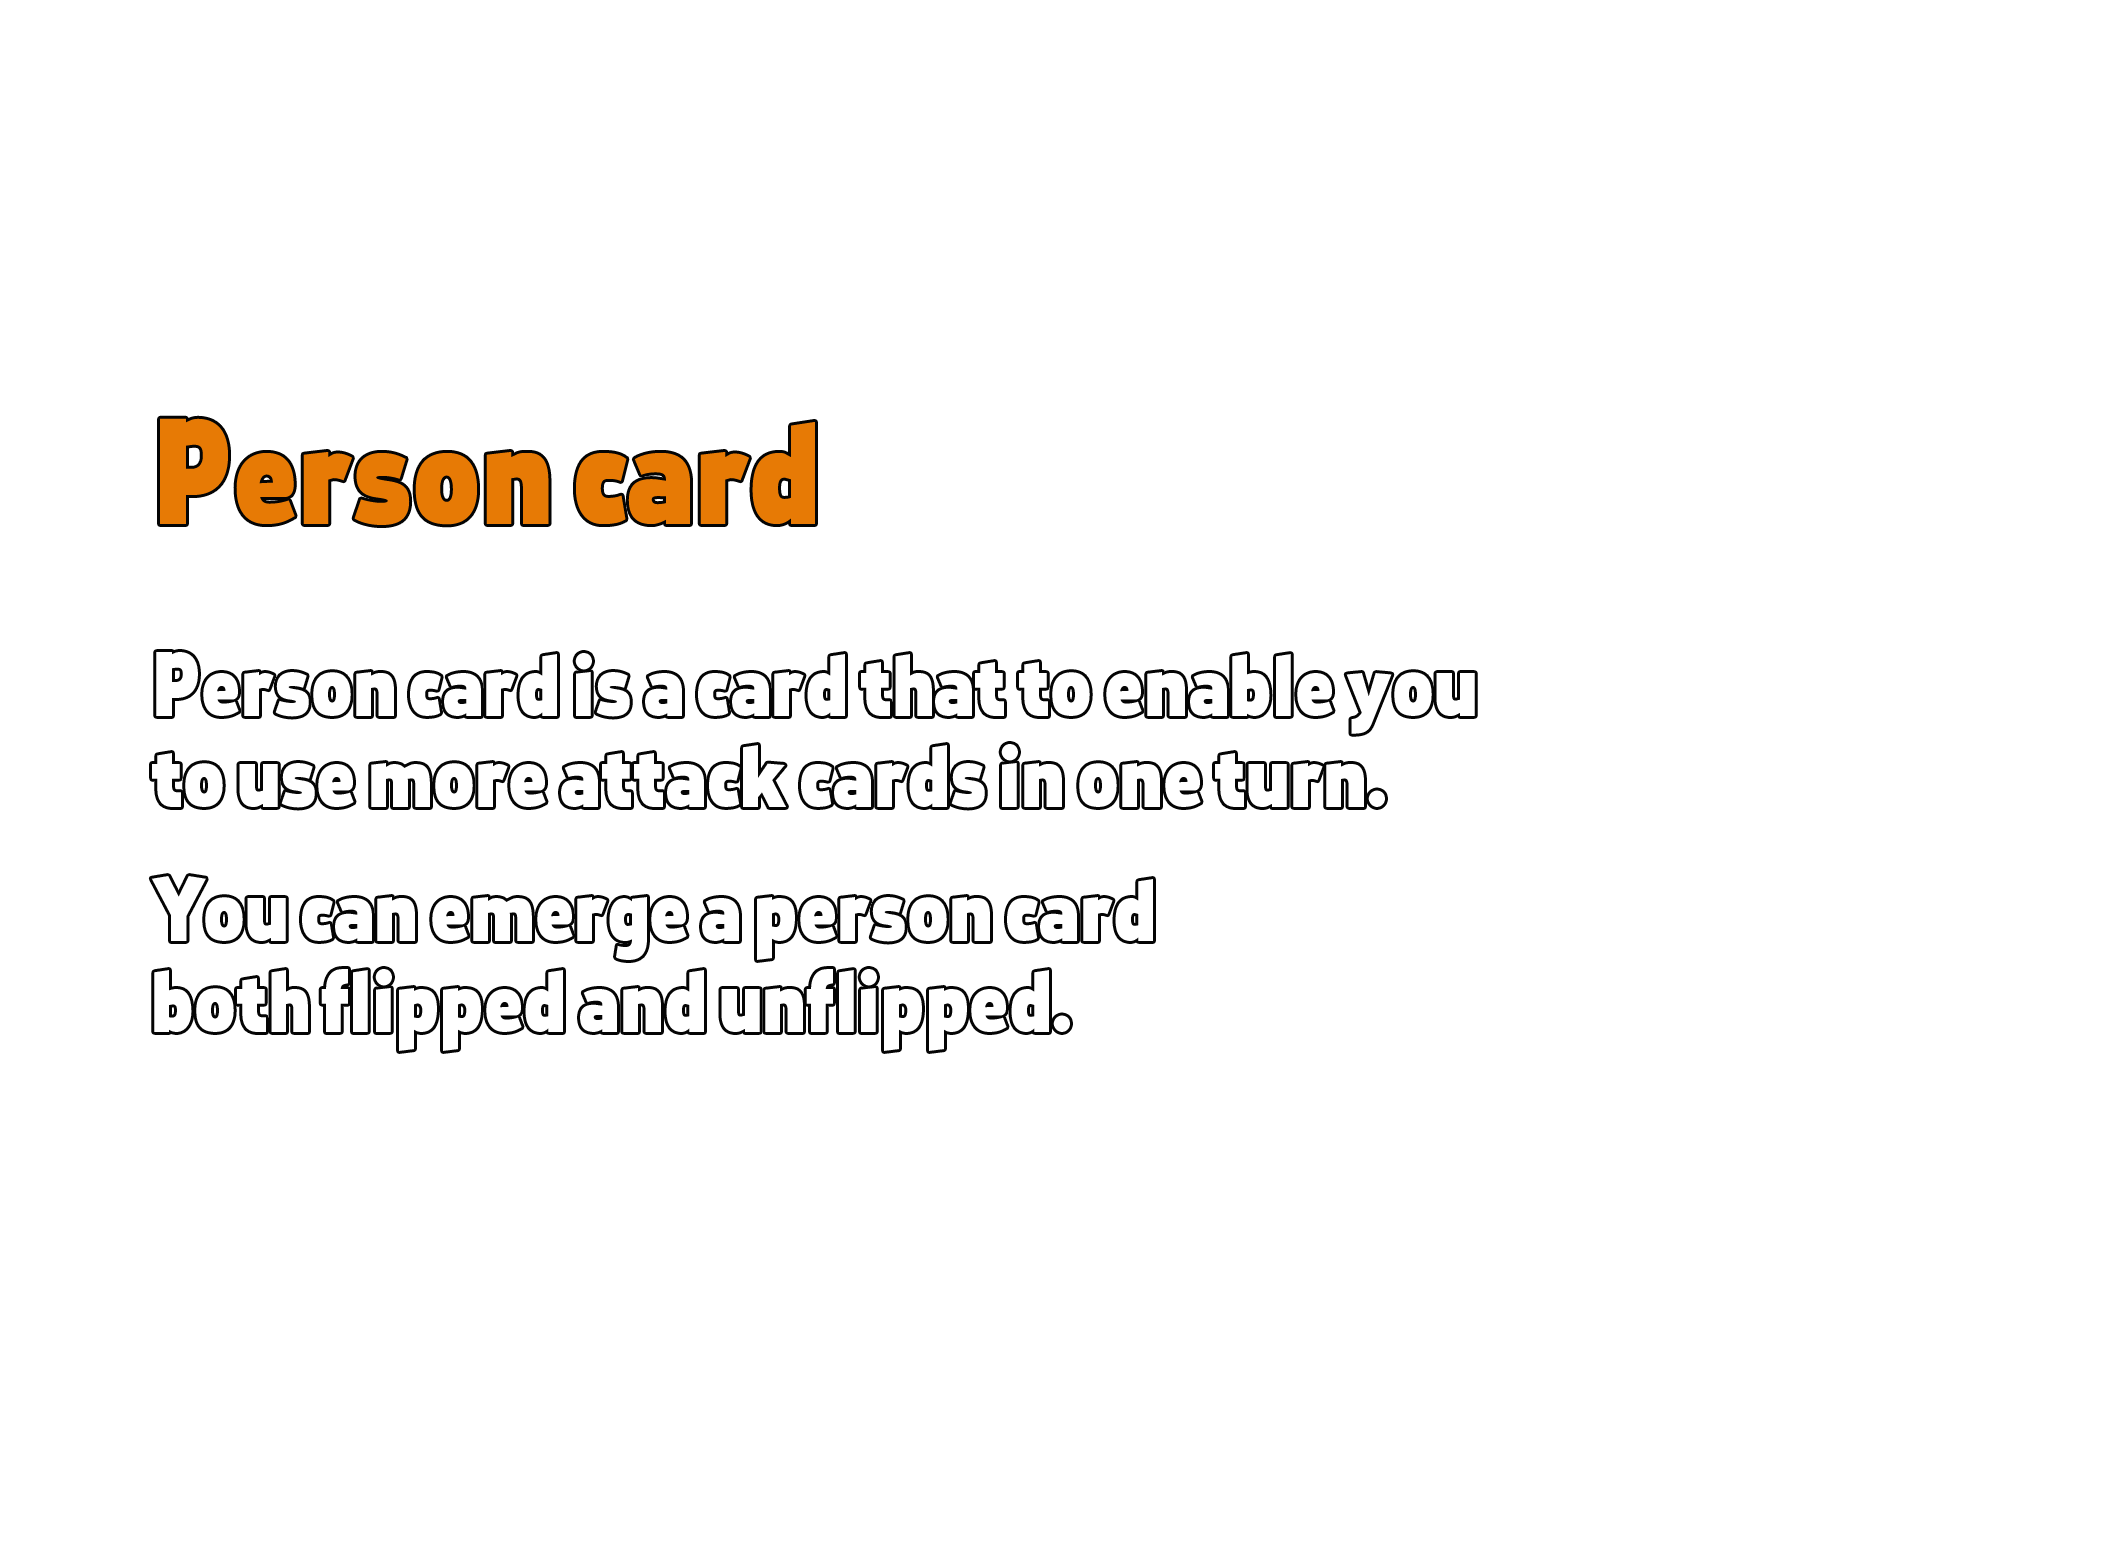 Person card
Person card is a card that to enable you
to use more attack cards in one turn.
You can emerge a person card
both flipped and unflipped.